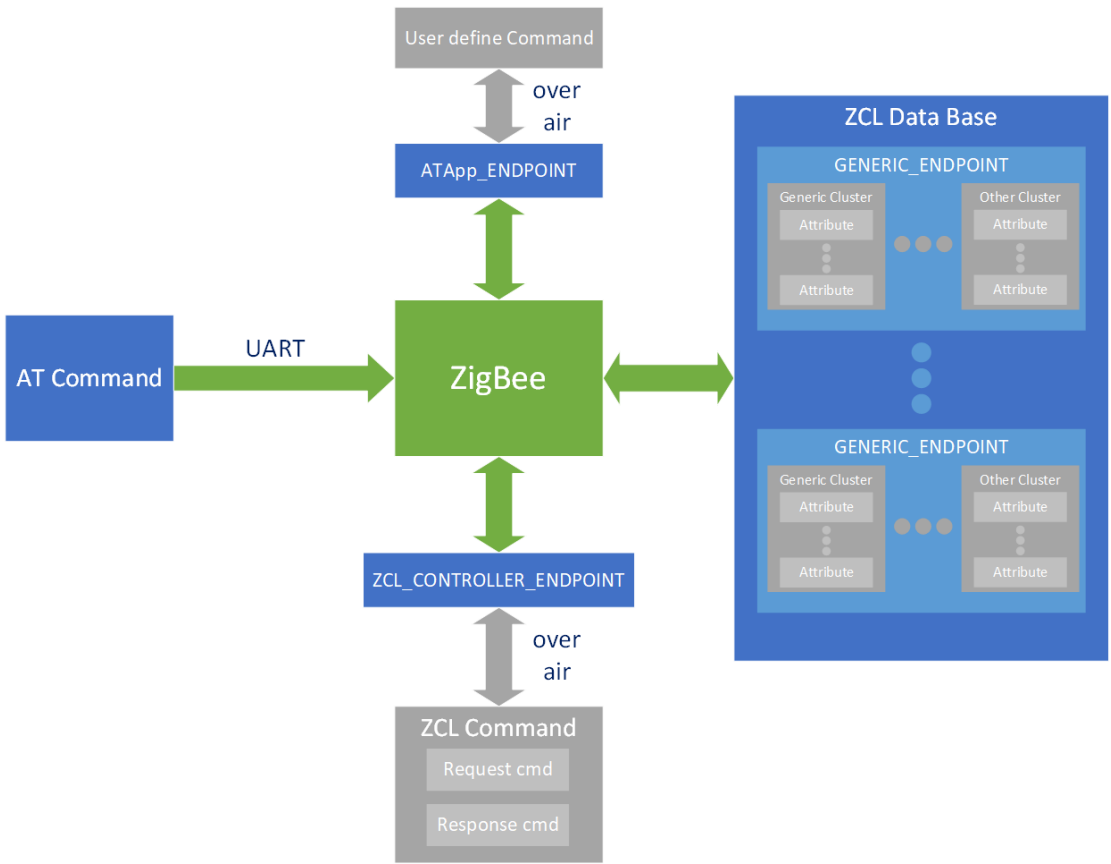 User define Command
over
air
ATApp_ENDPOINT
AT Command
UART
ZigBee
ZCL_CONTROLLER_ENDPOINT
over
air
ZCL Command
Request cmd
Response cmd
ZCL Data Base
GENERIC_ENDPOINT
Generic Cluster
Attribute
Attribute
Other Cluster
Attribute
Attribute
GENERIC_ENDPOINT
Generic Cluster
Attribute
Attribute
Other Cluster
Attribute
Attribute